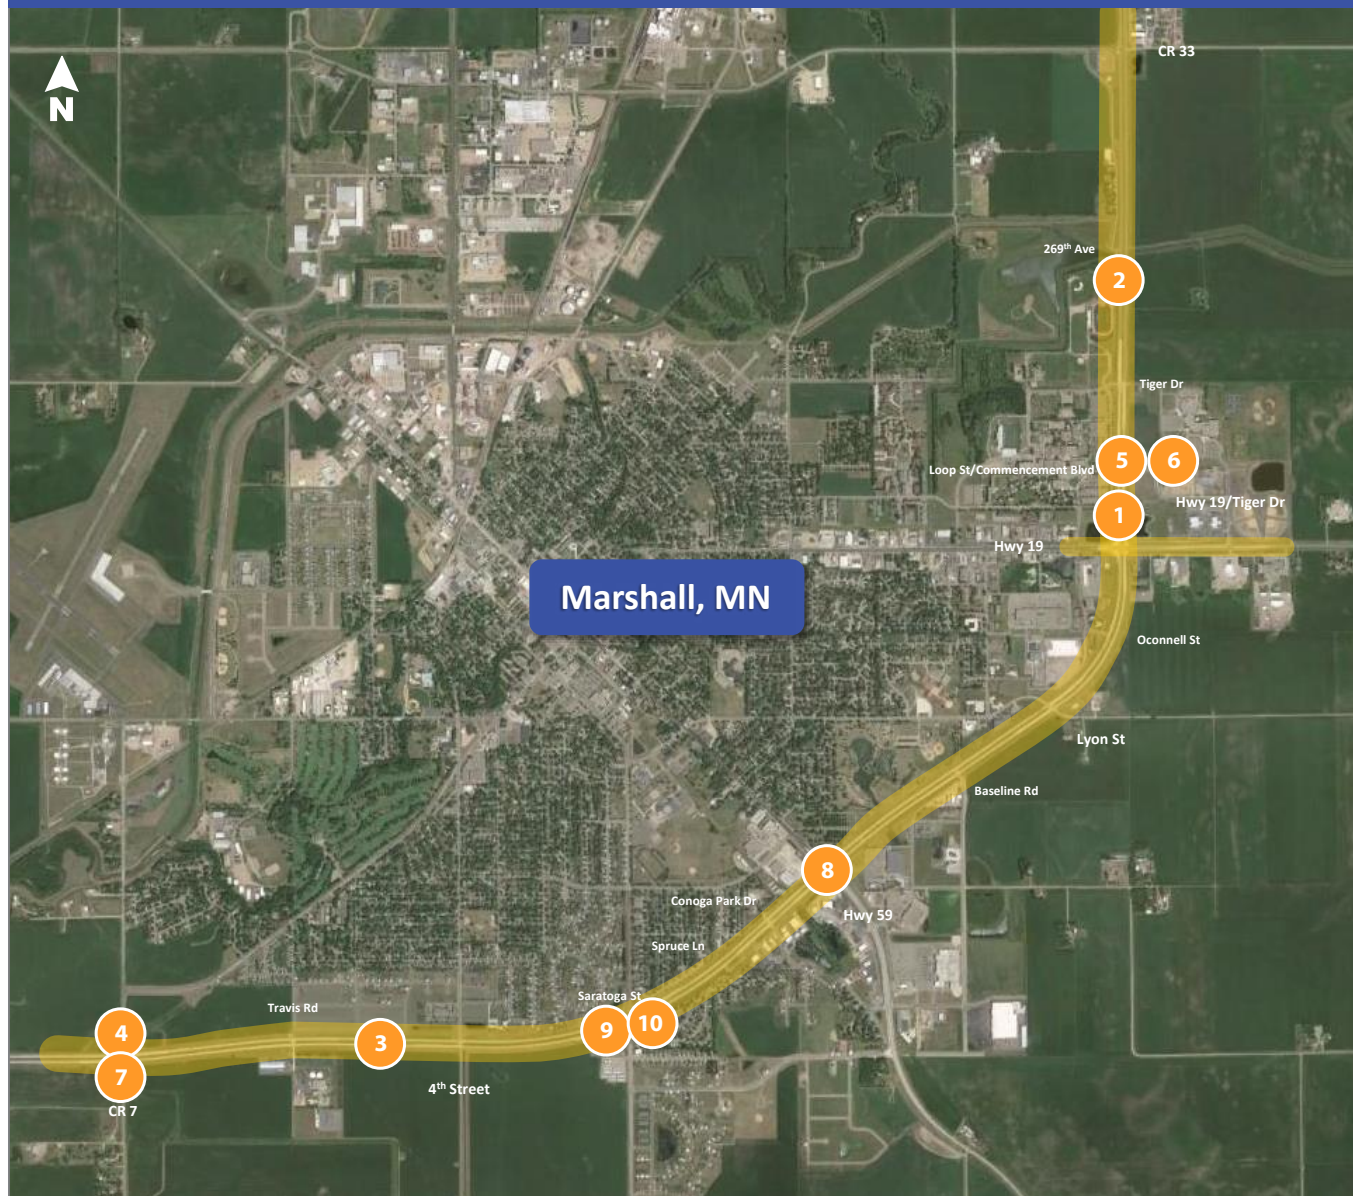 CR 33
N
269th Ave
2
Tiger Dr
5
6
Loop St/Commencement Blvd
Hwy 19/Tiger Dr
1
Hwy 19
Marshall, MN
Oconnell St
Lyon St
Baseline Rd
8
Conoga Park Dr
Hwy 59
Spruce Ln
Saratoga St
Travis Rd
4
3
9
10
7
4th Street
CR 7